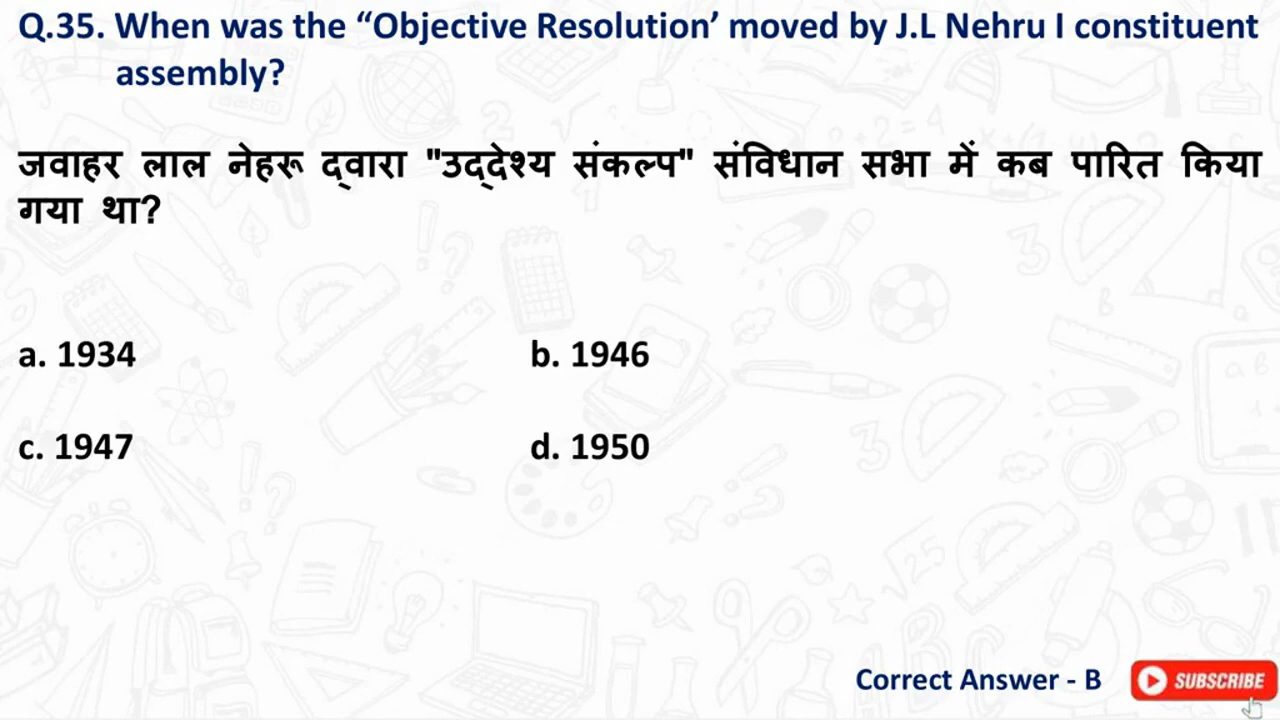 Q.35. When was the “Objective Resolution’ moved by J.L Nehru I constituent
assembly?
जवाहर लाल नेहरू द्वारा "उद्देश्य संकल्प" संविधान सभा में कब पारित किया
गया था?
a. 1934
b. 1946
c. 1947
d. 1950
Correct Answer - B
SUBSCRIBE